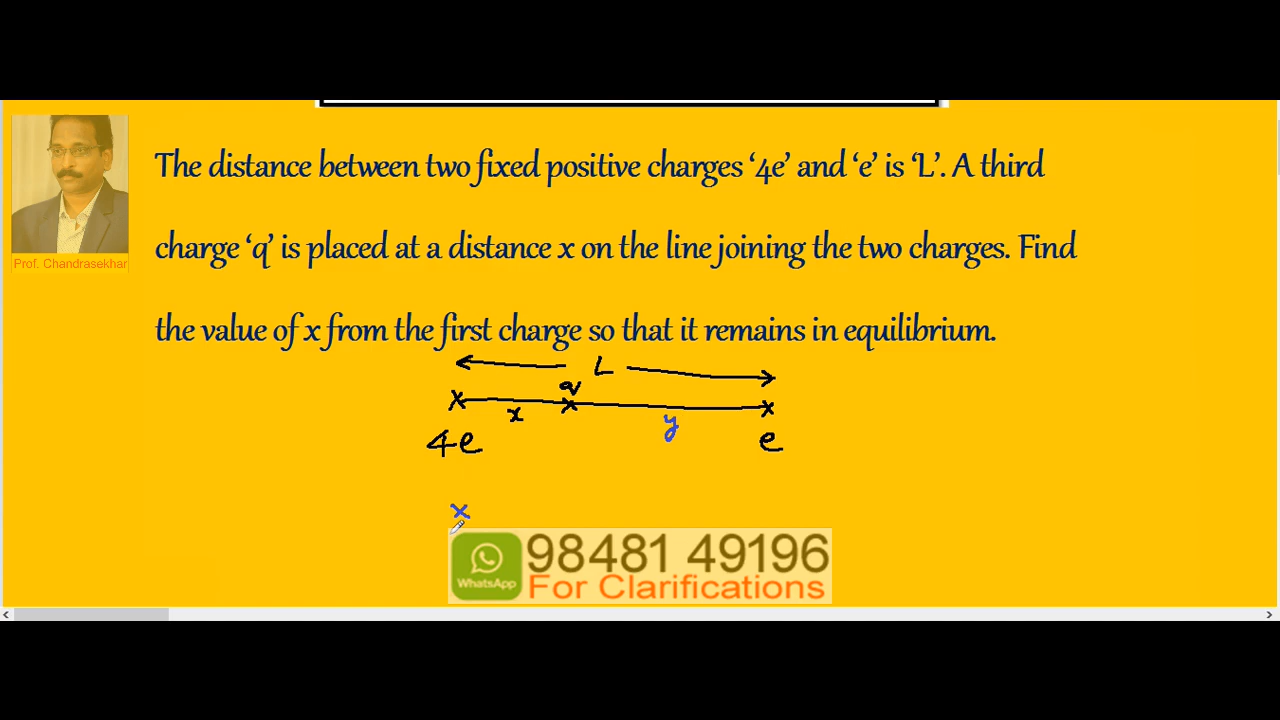 The distance between two fixed positive charges ‘4e’ and ‘e’ is ‘L’. A third
charge ‘q’ is placed at a distance x on the line joining the two charges. Find
Prof. Chandrasekhar
the value of x from the first charge so that it remains in equilibrium.
L
q
x
y
4e
e
x
98481 49196
WhatsApp
For Clarifications